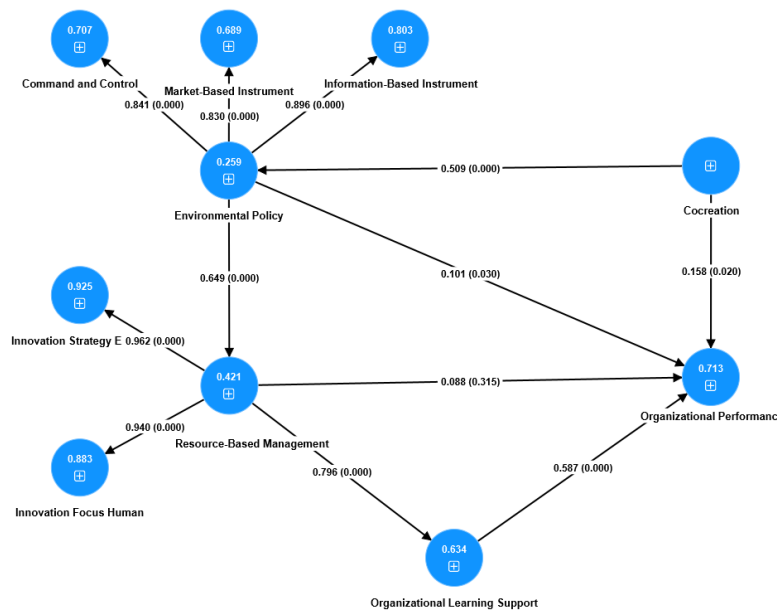 0.707
0.689
0.803
Command and Control
Market-Based Instrument
Information-Based Instrument
0.841 (0.000)
0.830 (0.000)
0.896 (0.000)
0.259
Environmental Policy
0.509 (0.000)
Cocreation
0.649 (0.000)
0.101 (0.030)
0.158 (0.020)
0.925
Innovation Strategy E
0.962 (0.000)
0.421
Resource-Based Management
0.088 (0.315)
0.713
Organizational Performance
0.940 (0.000)
0.883
Innovation Focus Human
0.796 (0.000)
0.587 (0.000)
0.634
Organizational Learning Support